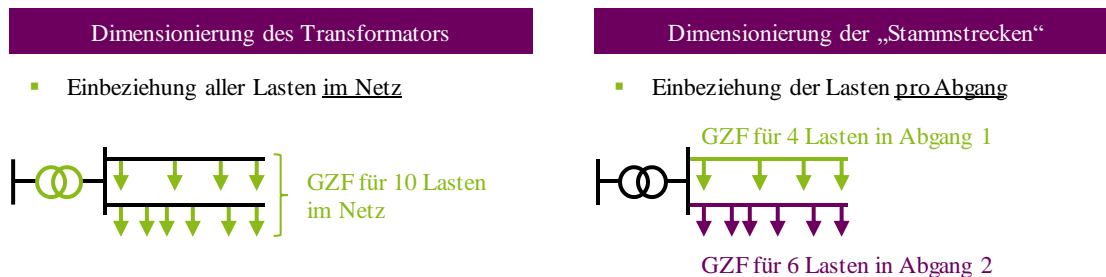 Dimensionierung des Transformators
Einbeziehung aller Lasten im Netz
GZF für 10 Lasten
im Netz
Dimensionierung der „Stammstrecken“
Einbeziehung der Lasten pro Abgang
GZF für 4 Lasten in Abgang 1
GZF für 6 Lasten in Abgang 2